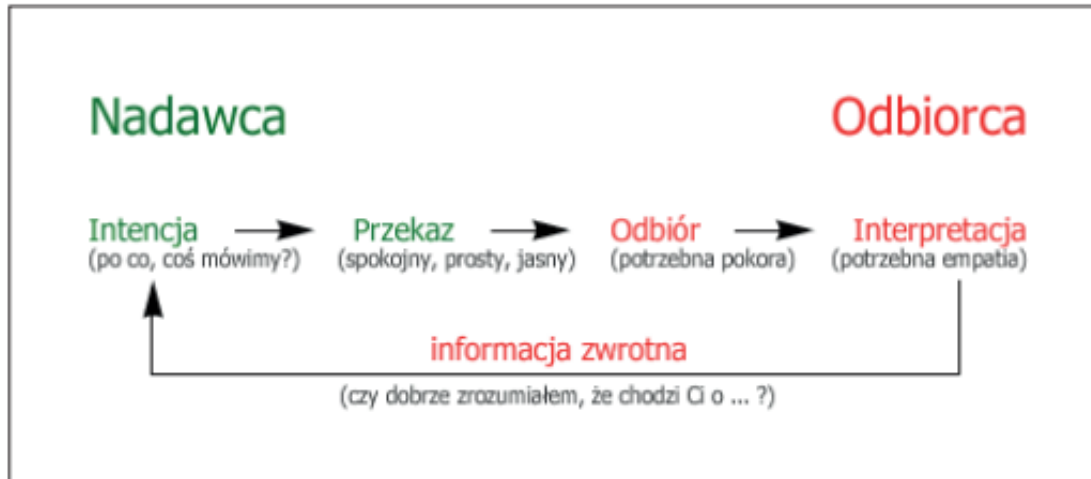 Nadawca Odbiorca
Intencja Przekaz Odbiór Interpretacja
(po co, coś mówimy?) (spokojny, prosty, jasny) (potrzebna pokora) (potrzebna empatia)
informacja zwrotna
(czy dobrze zrozumiałem, że chodzi Ci o ... ?)